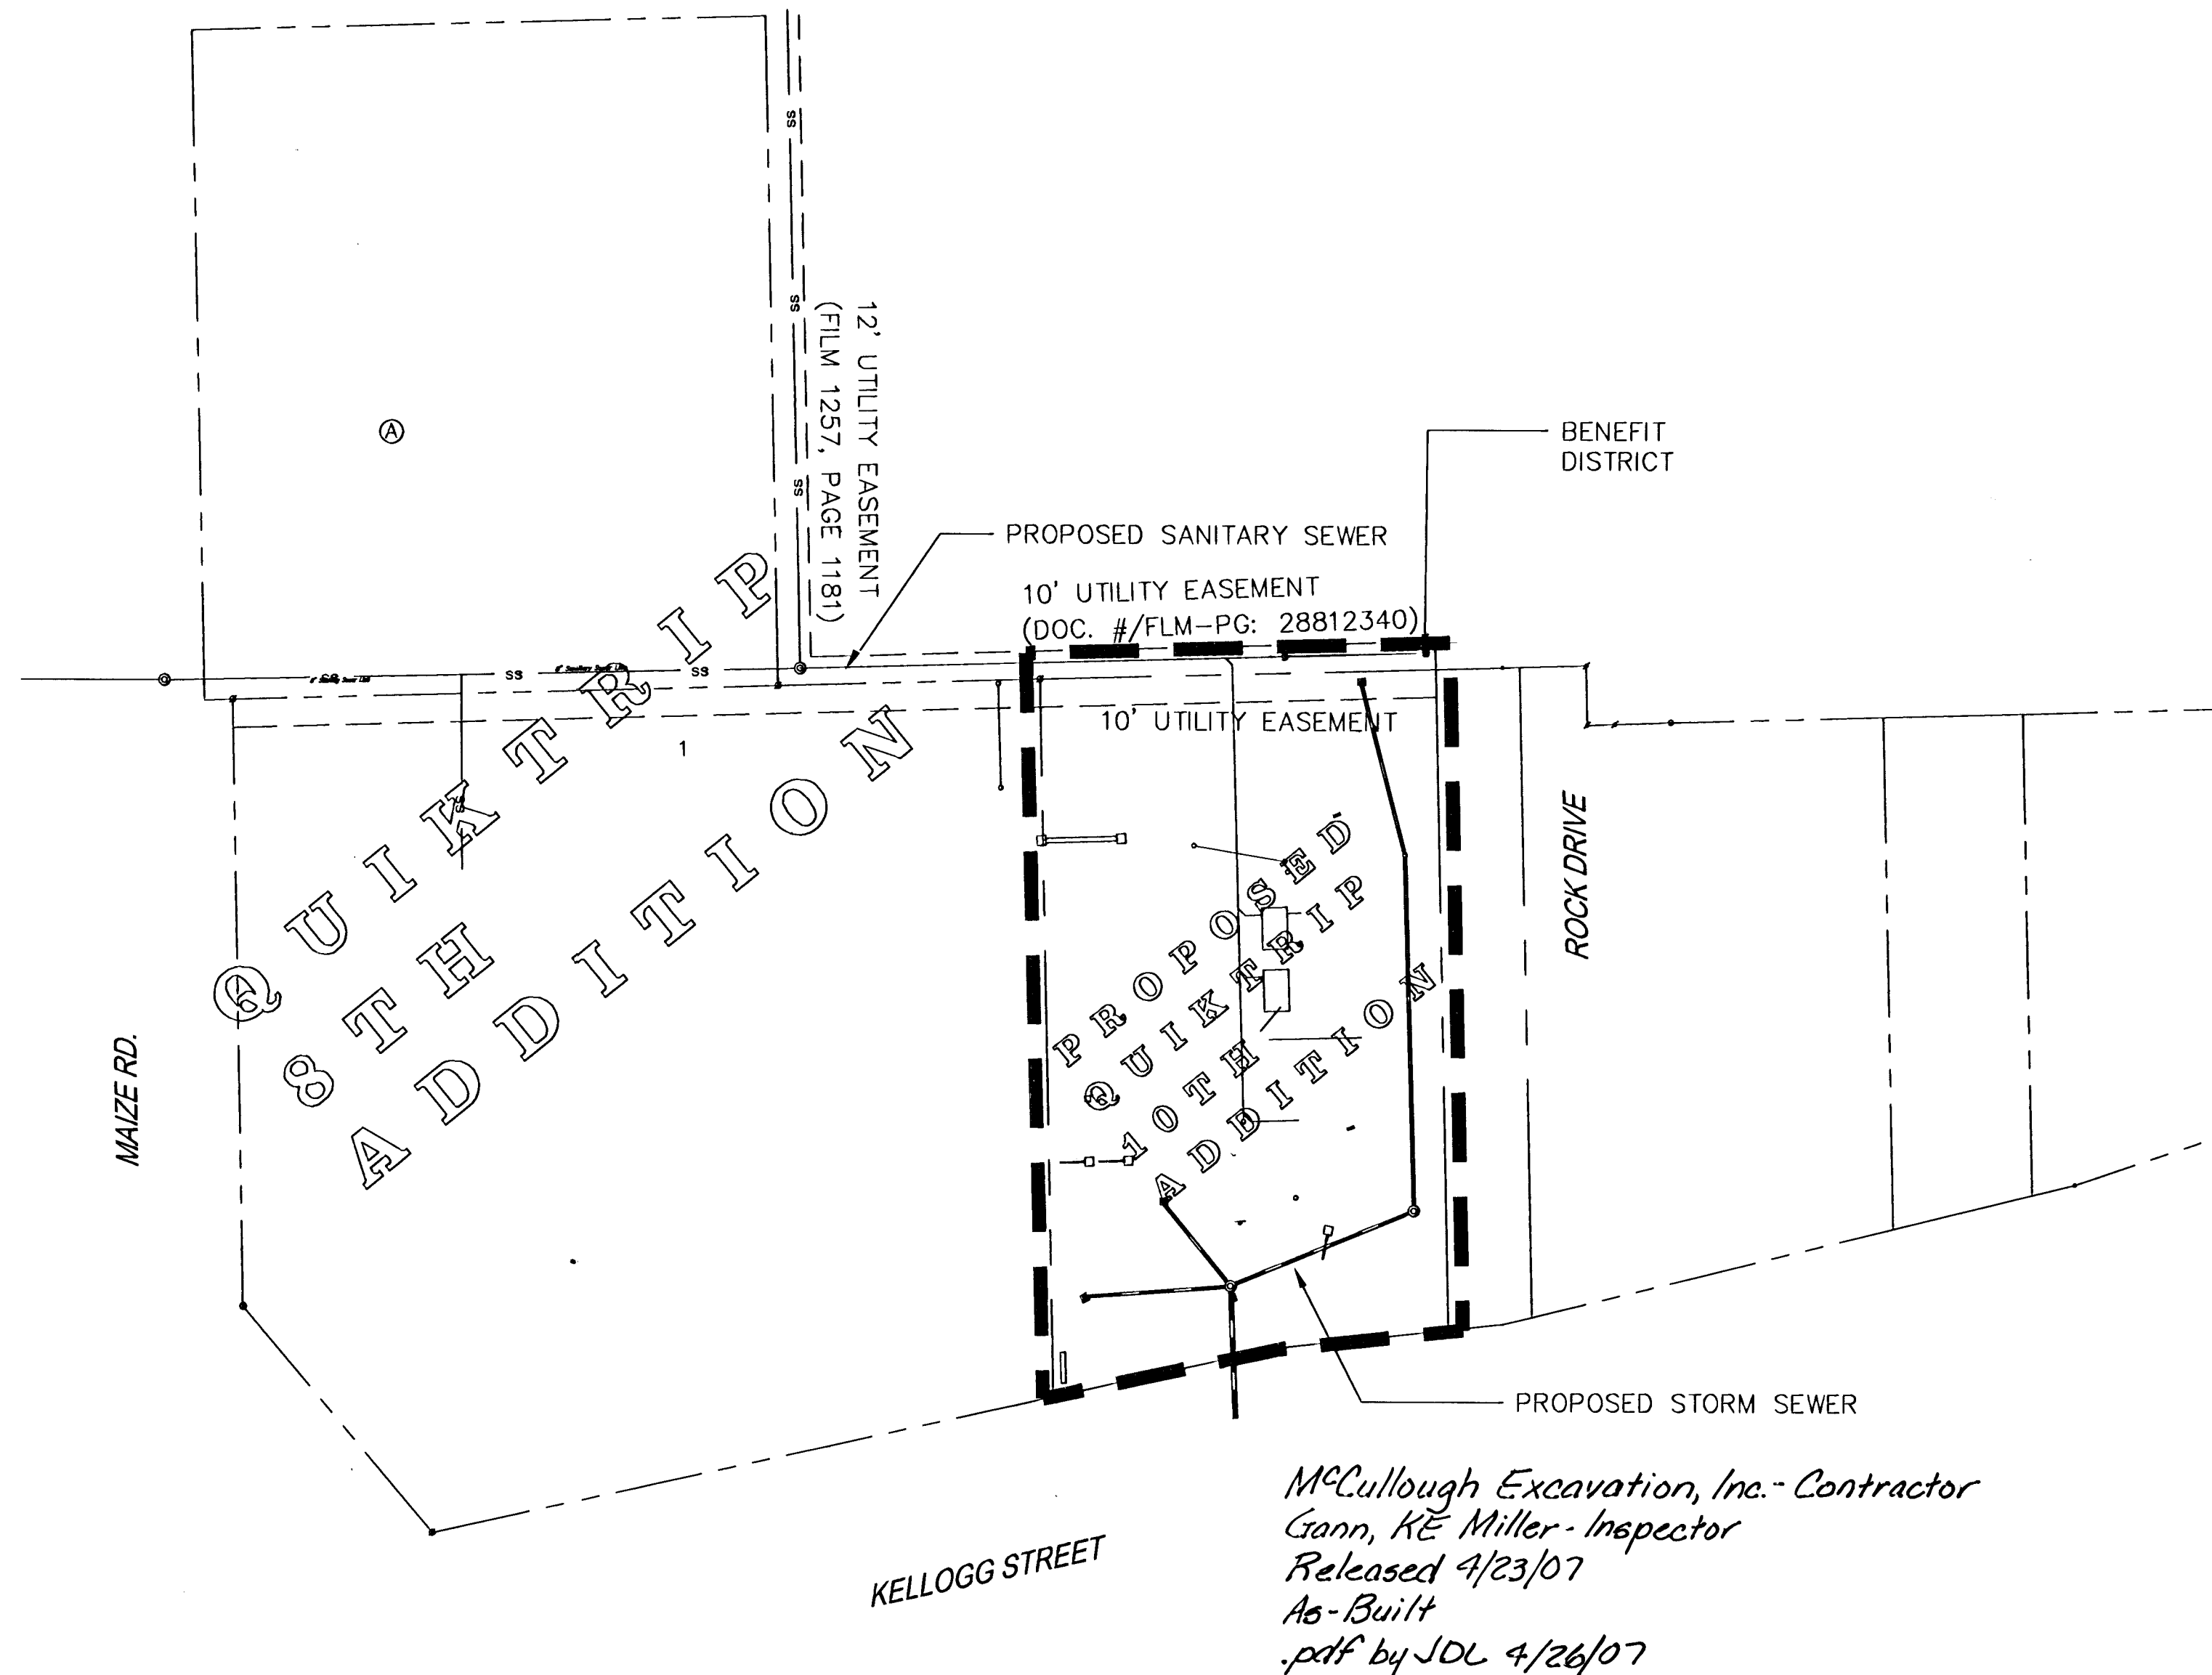 SS
SS
SS
12' UTILITY EASEMENT
(FILM 1257, PAGE 1181)
A
BENEFIT
DISTRICT
PROPOSED SANITARY SEWER
10' UTILITY EASEMENT
(DOC. #/FLM-PG: 28812340)
SS
SS
SS
10' UTILITY EASEMENT
1
QUIKTRIP
8TH
ADDITION
SS
PROPOSED
QUIKTRIP
10TH
ADDITION
ROCK DRIVE
MAIZE RD.
PROPOSED STORM SEWER
KELLOGG STREET
McCullough Excavation, Inc. - Contractor
Gann, KE Miller - Inspector
Released 4/23/07
As-Built
.pdf by JDL 4/26/07